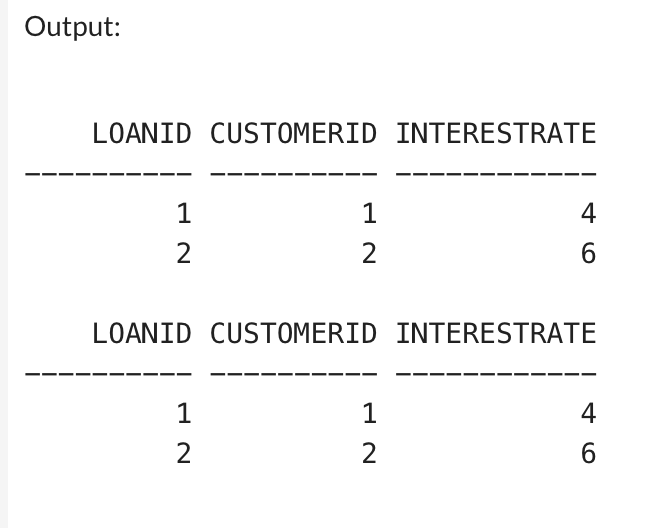 Output:
LOANID CUSTOMERID INTERESTRATE
---------- ---------- ------------
1 1 4
2 2 6
LOANID CUSTOMERID INTERESTRATE
---------- ---------- ------------
1 1 4
2 2 6